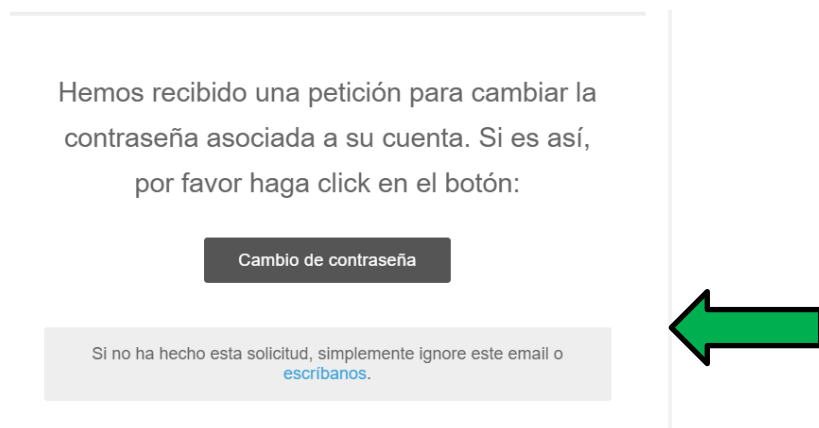 Hemos recibido una petición para cambiar la
contraseña asociada a su cuenta. Si es así,
por favor haga click en el botón:
Cambio de contraseña
Si no ha hecho esta solicitud, simplemente ignore este email o
escríbanos.